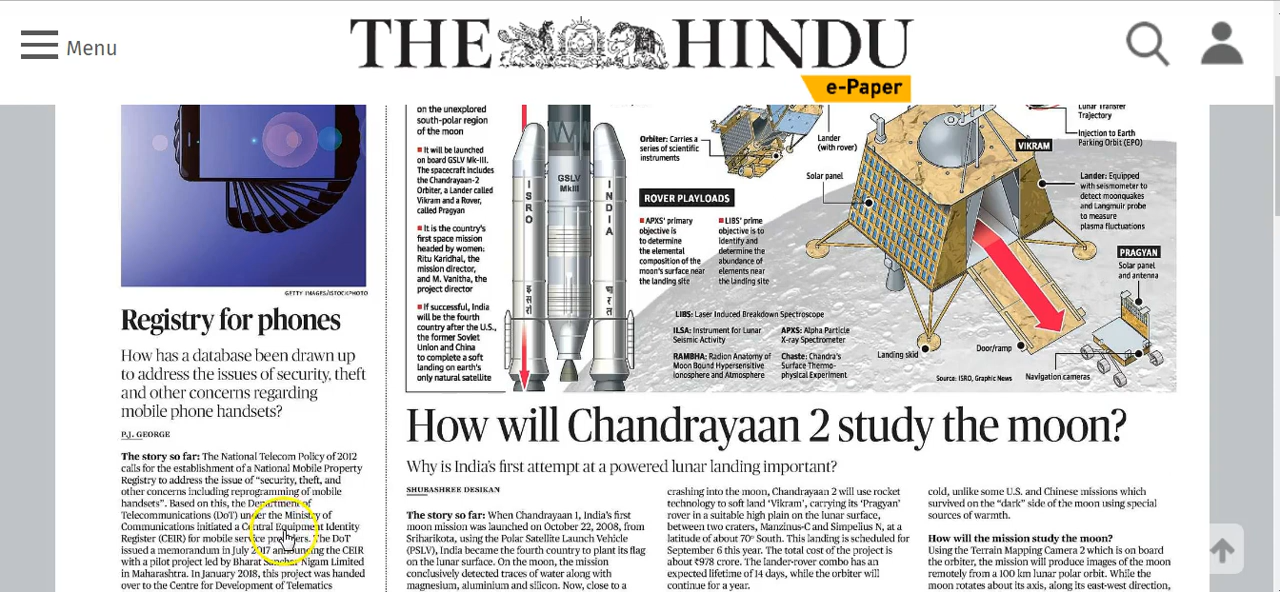 Menu
THE HINDU
e-Paper
GETTY IMAGES/ISTOCKPHOTO
Registry for phones
How has a database been drawn up
to address the issues of security, theft
and other concerns regarding
mobile phone handsets?
P.J. GEORGE
The story so far: The National Telecom Policy of 2012
calls for the establishment of a National Mobile Property
Registry to address the issue of “security, theft, and
other concerns including reprogramming of mobile
handsets”. Based on this, the Department of
Telecommunications (DoT) under the Ministry of
Communications initiated a Central Equipment Identity
Register (CEIR) for mobile service providers. The DoT
issued a memorandum in July 2017 announcing the CEIR
with a pilot project led by Bharat Sanchar Nigam Limited
in Maharashtra. In January 2018, this project was handed
over to the Centre for Development of Telematics
on the unexplored
south-polar region
of the moon
It will be launched
on board GSLV Mk-III.
The spacecraft includes
the Chandrayaan-2
Orbiter, a Lander called
Vikram and a Rover,
called Pragyan
It is the country's
first space mission
headed by women:
Ritu Karidhal, the
mission director,
and M. Vanitha, the
project director
If successful, India
will be the fourth
country after the U.S.,
the former Soviet
Union and China
to complete a soft
landing on earth's
only natural satellite
ISRO
इसरो
GSLV
MkIII
INDIA
भारत
Orbiter: Carries a
series of scientific
instruments
Lander
(with rover)
Solar panel
ROVER PLAYLOADS
APXS' primary
objective is
to determine
the elemental
composition of the
moon's surface near
the landing site
LIBS' prime
objective is to
identify and
determine the
abundance of
elements near
the landing site
LIBS: Laser Induced Breakdown Spectroscope
ILSA: Instrument for Lunar
Seismic Activity
APXS: Alpha Particle
X-ray Spectrometer
RAMBHA: Radion Anatomy of
Moon Bound Hypersensitive
Ionosphere and Atmosphere
Chaste: Chandra's
Surface Thermo-
physical Experiment
Lunar Transfer
Trajectory
Injection to Earth
Parking Orbit (EPO)
VIKRAM
Lander: Equipped
with seismometer to
detect moonquakes
and Langmuir probe
to measure
plasma fluctuations
PRAGYAN
Solar panel
and antenna
Landing skid
Door/ramp
Source: ISRO, Graphic News
Navigation cameras
How will Chandrayaan 2 study the moon?
Why is India's first attempt at a powered lunar landing important?
SHUBASHREE DESIKAN
The story so far: When Chandrayaan 1, India's first
moon mission was launched on October 22, 2008, from
Sriharikota, using the Polar Satellite Launch Vehicle
(PSLV), India became the fourth country to plant its flag
on the lunar surface. On the moon, the mission
conclusively detected traces of water along with
magnesium, aluminium and silicon. Now, close to a
crashing into the moon, Chandrayaan 2 will use rocket
technology to soft land ‘Vikram’, carrying its ‘Pragyan’
rover in a suitable high plain on the lunar surface,
between two craters, Manzinus-C and Simpelius N, at a
latitude of about 70° South. This landing is scheduled for
September 6 this year. The total cost of the project is
about ₹978 crore. The lander-rover combo has an
expected lifetime of 14 days, while the orbiter will
continue for a year.
cold, unlike some U.S. and Chinese missions which
survived on the “dark” side of the moon using special
sources of warmth.
How will the mission study the moon?
Using the Terrain Mapping Camera 2 which is on board
the orbiter, the mission will produce images of the moon
remotely from a 100 km lunar polar orbit. While the
moon rotates about its axis, along its east-west direction,